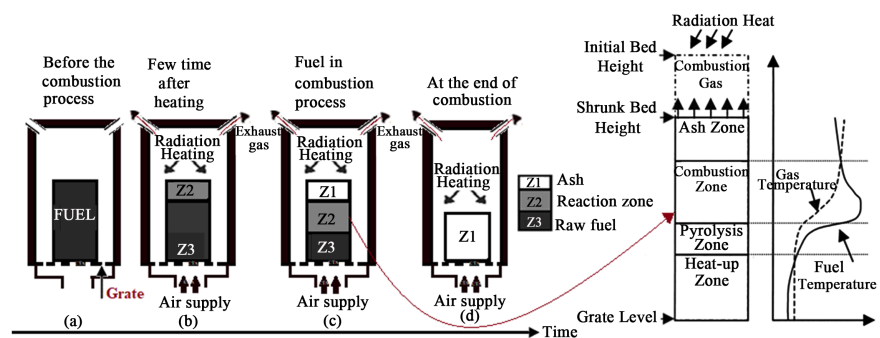 Before the
combustion
process
FUEL
Grate
(a)
Few time
after
heating
Radiation
Heating
Z2
Z3
Air supply
(b)
Exhaust
gas
Fuel in
combustion
process
Radiation
Heating
Z1
Z2
Z3
Air supply
(c)
Exhaust
gas
At the end of
combustion
Radiation
Heating
Z1
Air supply
(d)
Z1 Ash
Z2 Reaction zone
Z3 Raw fuel
Time
Radiation Heat
Initial Bed
Height
Combustion
Gas
Shrunk Bed
Height
Ash Zone
Combustion
Zone
Pyrolysis
Zone
Heat-up
Zone
Grate Level
Gas
Temperature
Fuel
Temperature